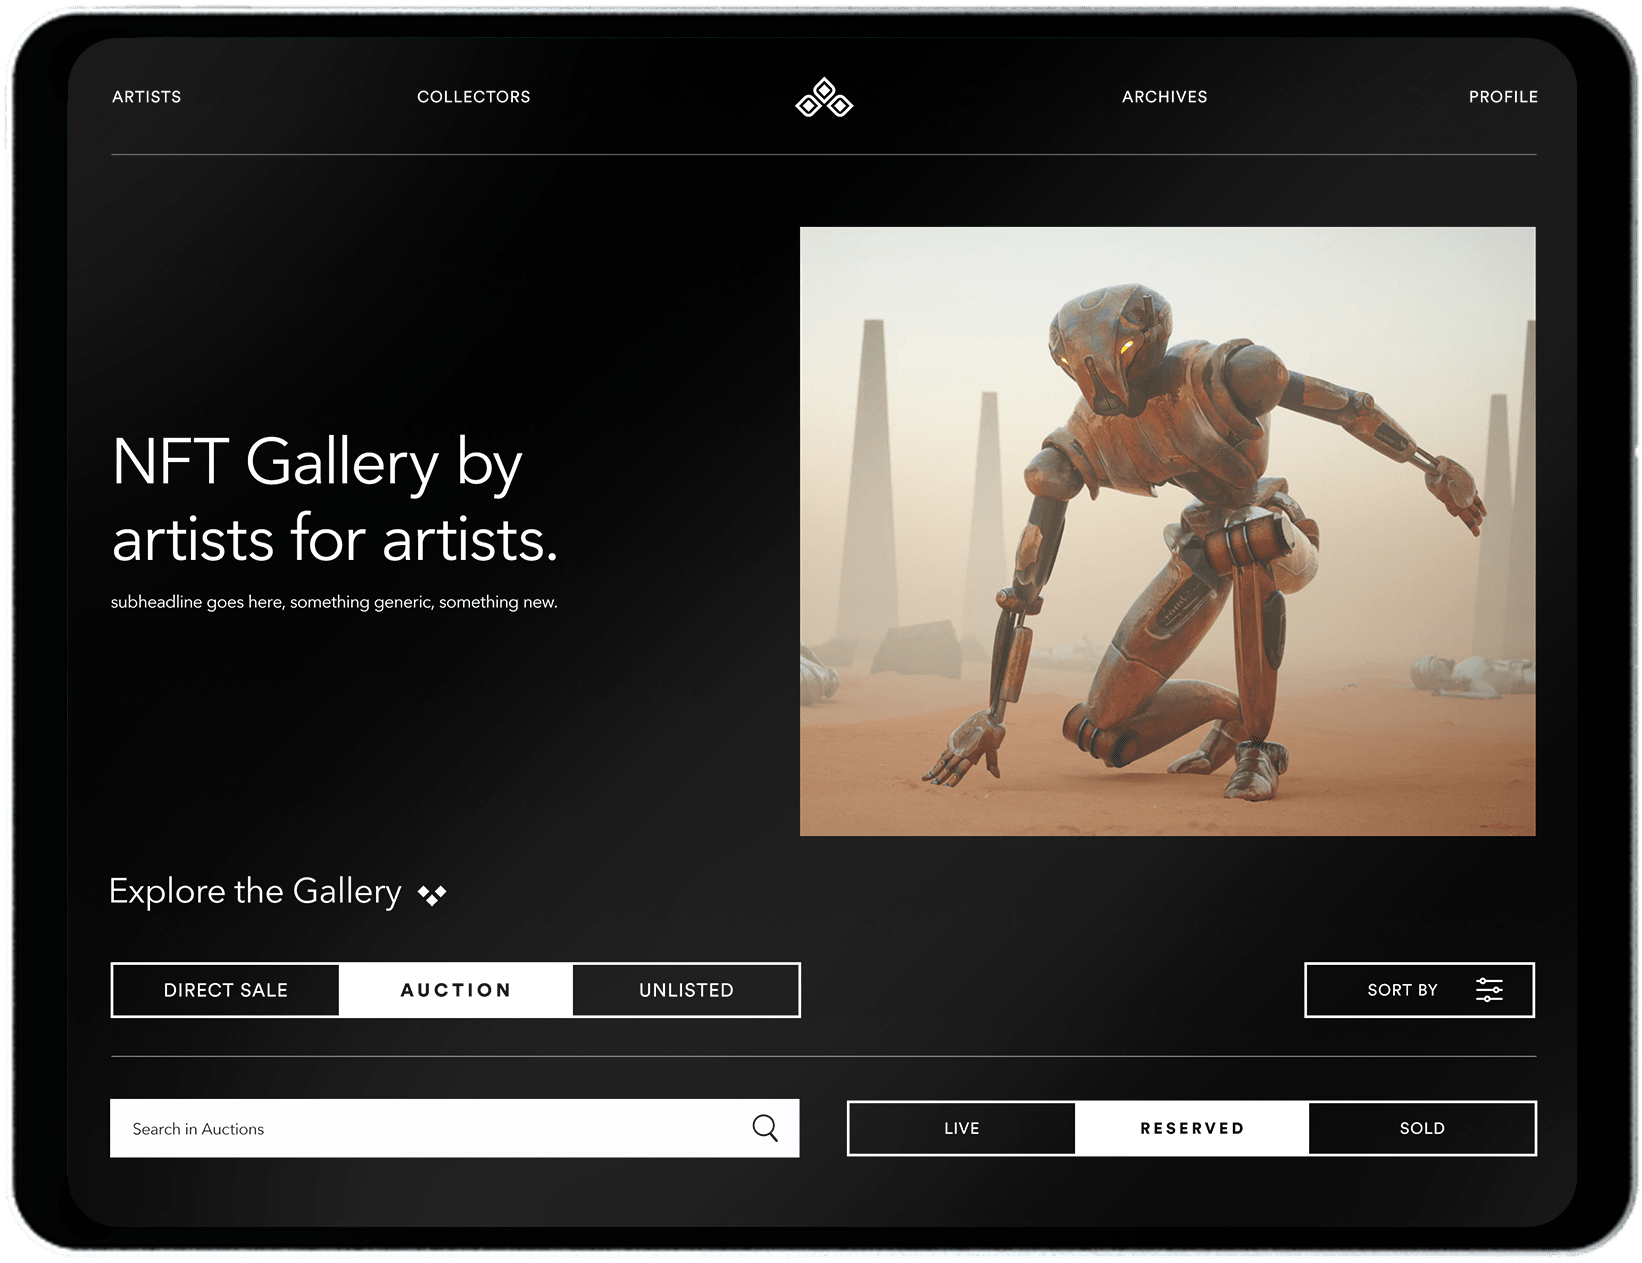 ARTISTS
COLLECTORS
ARCHIVES
PROFILE
NFT Gallery by
artists for artists.
subheadline goes here, something generic, something new.
Explore the Gallery
DIRECT SALE
AUCTION
UNLISTED
SORT BY
Search in Auctions
LIVE
RESERVED
SOLD